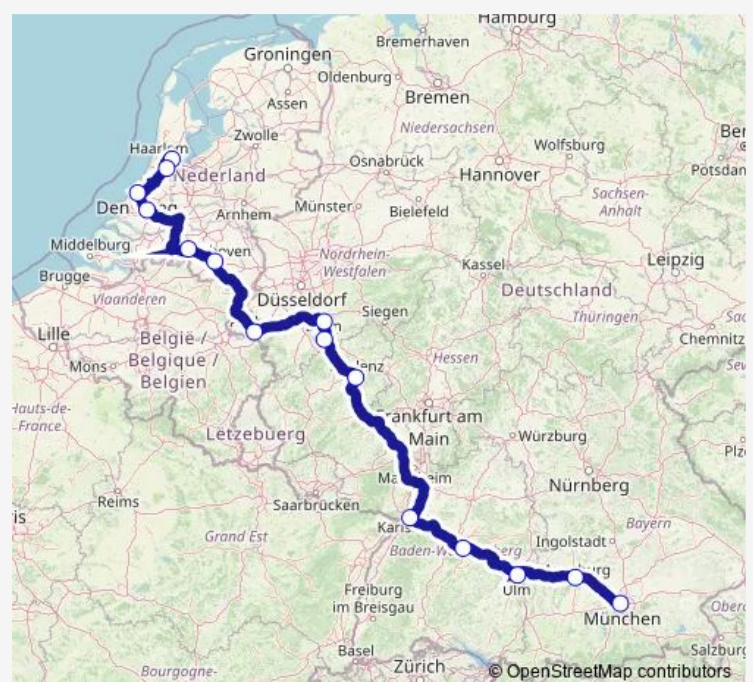 Hamburg
Groningen
Bremerhaven
Oldenburg
Assen
Bremen
Niedersachsen
Haarlem
Zwolle
Wolfsburg
Nederland
Osnabrück
Hannover
Potsdam
Den
Arnhem
Münster
Bielefeld
Sachsen-
Anhalt
Middelburg
Brugge
Nordrhein-
Westfalen
Kassel
Leipzig
Vlaanderen
Düsseldorf
Deutschland
Lille
België /
Belgique /
Belgien
Siegen
Thüringen
Chemnitz
Mons
Hessen
Hauts-de-
France
Frankfurt am
Main
Letzebuerg
Würzburg
Reims
Saarbrücken
Nürnberg
Grand Est
Bayern
Ingolstadt
Freiburg
im Breisgau
Ulm
München
Basel
Zürich
Salzburg
Bourgogne-
© OpenStreetMap contributors